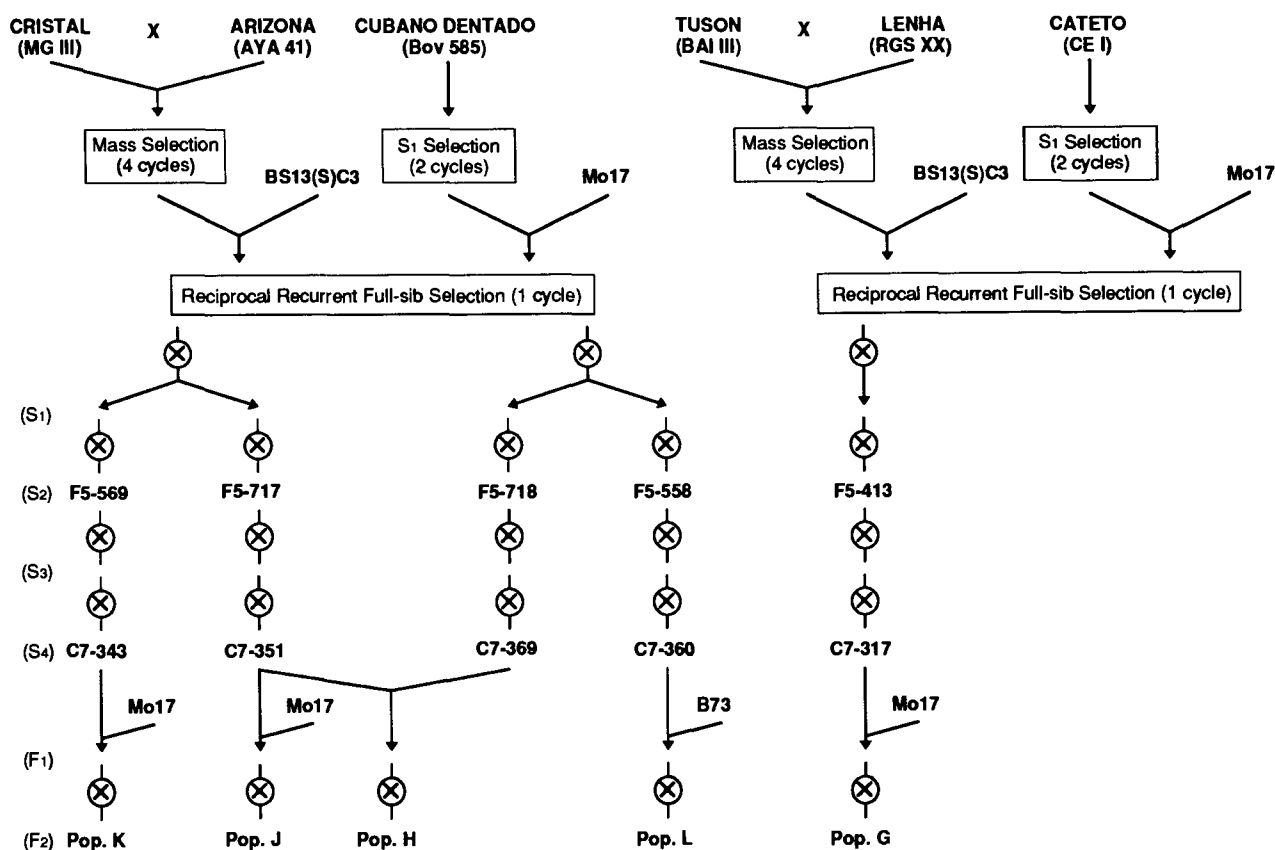 CRISTAL X ARIZONA CUBANO DENTADO TUSON X LENHA CATETO
(MG III) (AYA 41) (Bov 585) (BAI III) (RGS XX) (CE I)
Mass Selection S1 Selection Mass Selection S1 Selection
(4 cycles) (2 cycles) (4 cycles) (2 cycles)
BS13(S)C3 Mo17 BS13(S)C3 Mo17
Reciprocal Recurrent Full-sib Selection (1 cycle) Reciprocal Recurrent Full-sib Selection (1 cycle)
(S1)
(S2) F5-569 F5-717 F5-718 F5-558 F5-413
(S3)
(S4) C7-343 C7-351 C7-369 C7-360 C7-317
Mo17 Mo17 B73 Mo17
(F1)
(F2) Pop. K Pop. J Pop. H Pop. L Pop. G